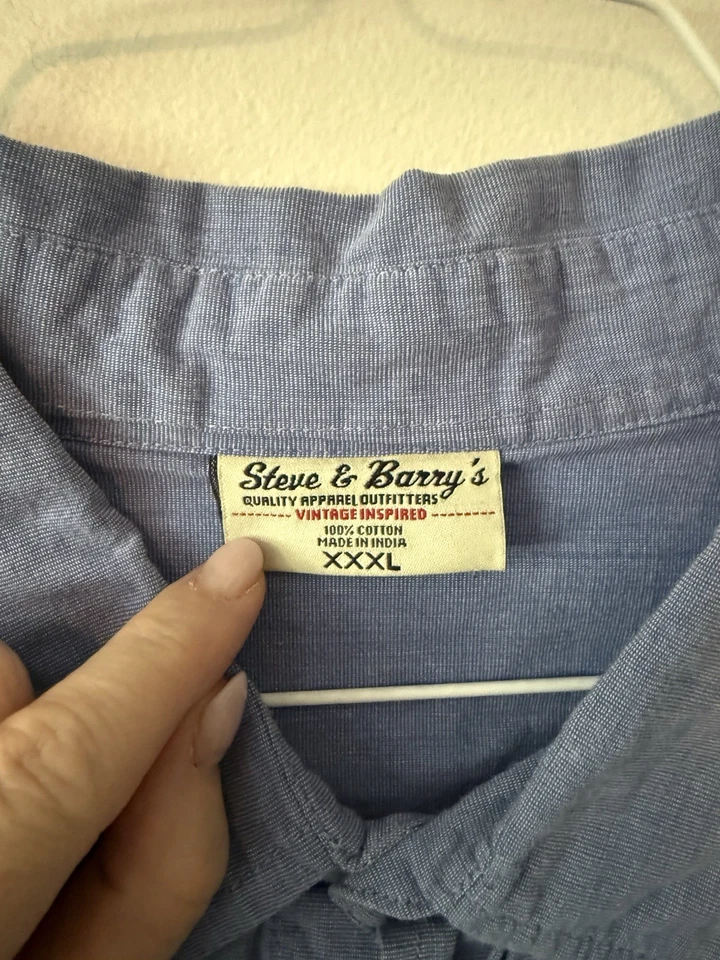 Steve & Barry's
QUALITY APPAREL OUTFITTERS
VINTAGE INSPIRED
100% COTTON
MADE IN INDIA
XXXL